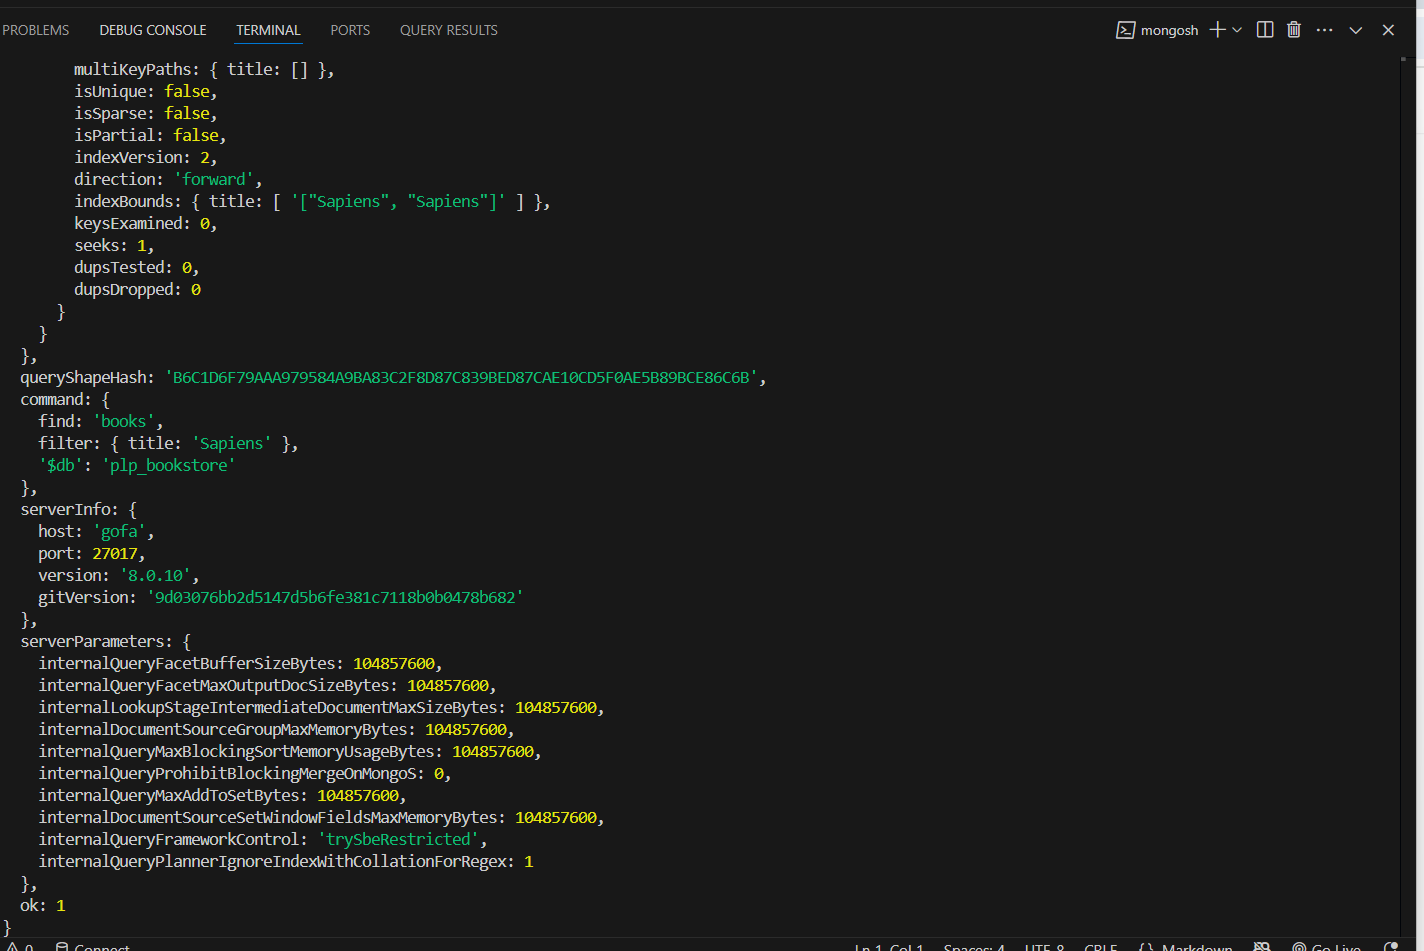 PROBLEMS DEBUG CONSOLE TERMINAL PORTS QUERY RESULTS mongosh
multiKeyPaths: { title: [] },
isUnique: false,
isSparse: false,
isPartial: false,
indexVersion: 2,
direction: 'forward',
indexBounds: { title: [ '["Sapiens", "Sapiens"]' ] },
keysExamined: 0,
seeks: 1,
dupsTested: 0,
dupsDropped: 0
}
}
},
queryShapeHash: 'B6C1D6F79AAA979584A9BA83C2F8D87C839BED87CAE10CD5F0AE5B89BCE86C6B',
command: {
find: 'books',
filter: { title: 'Sapiens' },
'$db': 'plp_bookstore'
},
serverInfo: {
host: 'gofa',
port: 27017,
version: '8.0.10',
gitVersion: '9d03076bb2d5147d5b6fe381c7118b0b0478b682'
},
serverParameters: {
internalQueryFacetBufferSizeBytes: 104857600,
internalQueryFacetMaxOutputDocSizeBytes: 104857600,
internalLookupStageIntermediateDocumentMaxSizeBytes: 104857600,
internalDocumentSourceGroupMaxMemoryBytes: 104857600,
internalQueryMaxBlockingSortMemoryUsageBytes: 104857600,
internalQueryProhibitBlockingMergeOnMongoS: 0,
internalQueryMaxAddToSetBytes: 104857600,
internalDocumentSourceSetWindowFieldsMaxMemoryBytes: 104857600,
internalQueryFrameworkControl: 'trySbeRestricted',
internalQueryPlannerIgnoreIndexWithCollationForRegex: 1
},
ok: 1
}
0 Connect Ln 1, Col 1 Spaces: 4 UTF-8 CRLF {} Markdown Go Live